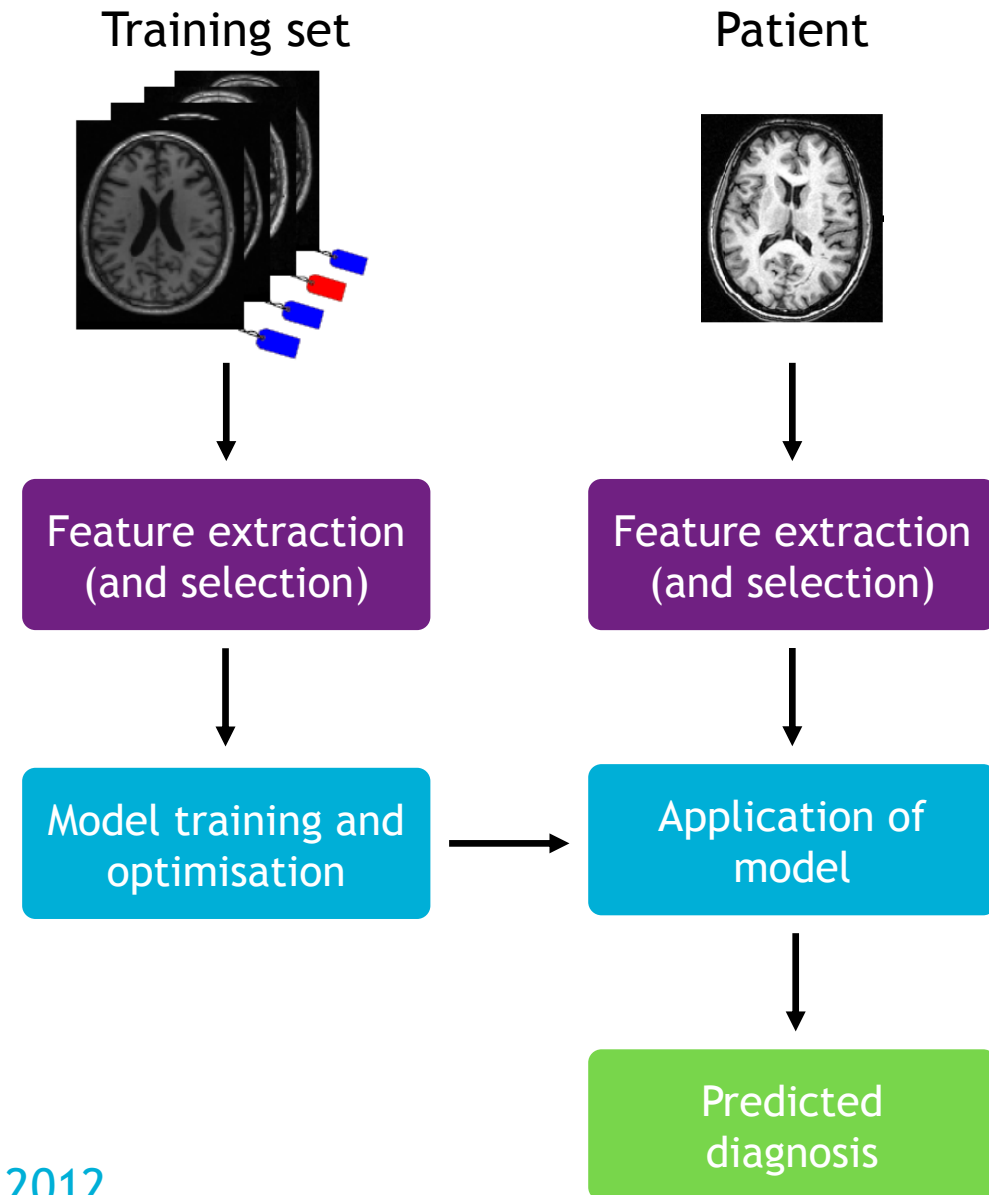 Training set
Patient
Feature extraction
(and selection)
Feature extraction
(and selection)
Model training and
optimisation
Application of
model
Predicted
diagnosis
2012